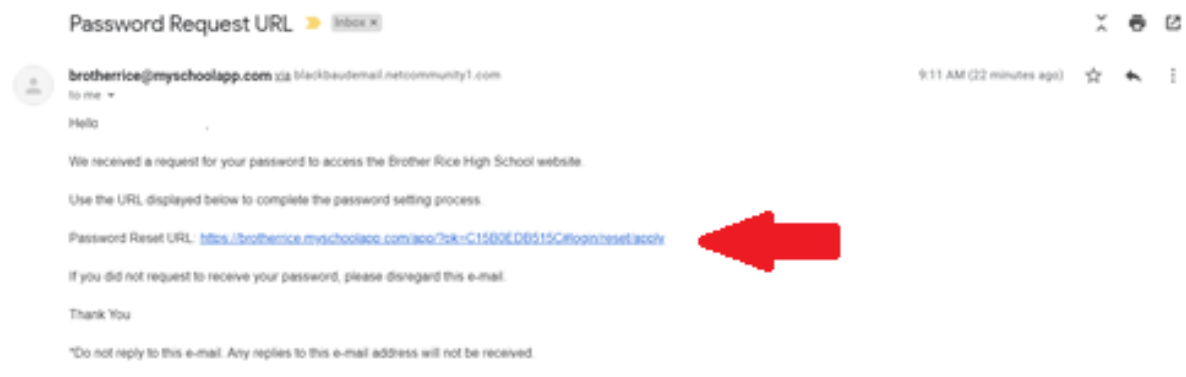 Password Request URL Inbox x
brotherrice@myschoolapp.com via blackbaudemail.netcommunity1.com 9:11 AM (22 minutes ago)
to me
Hello ,
We received a request for your password to access the Brother Rice High School website.
Use the URL displayed below to complete the password setting process.
Password Reset URL: https://brotherrice.myschoolapp.com/app/?pk=C15B0EDB515C#login/reset/apply
If you did not request to receive your password, please disregard this e-mail.
Thank You
*Do not reply to this e-mail. Any replies to this e-mail address will not be received.